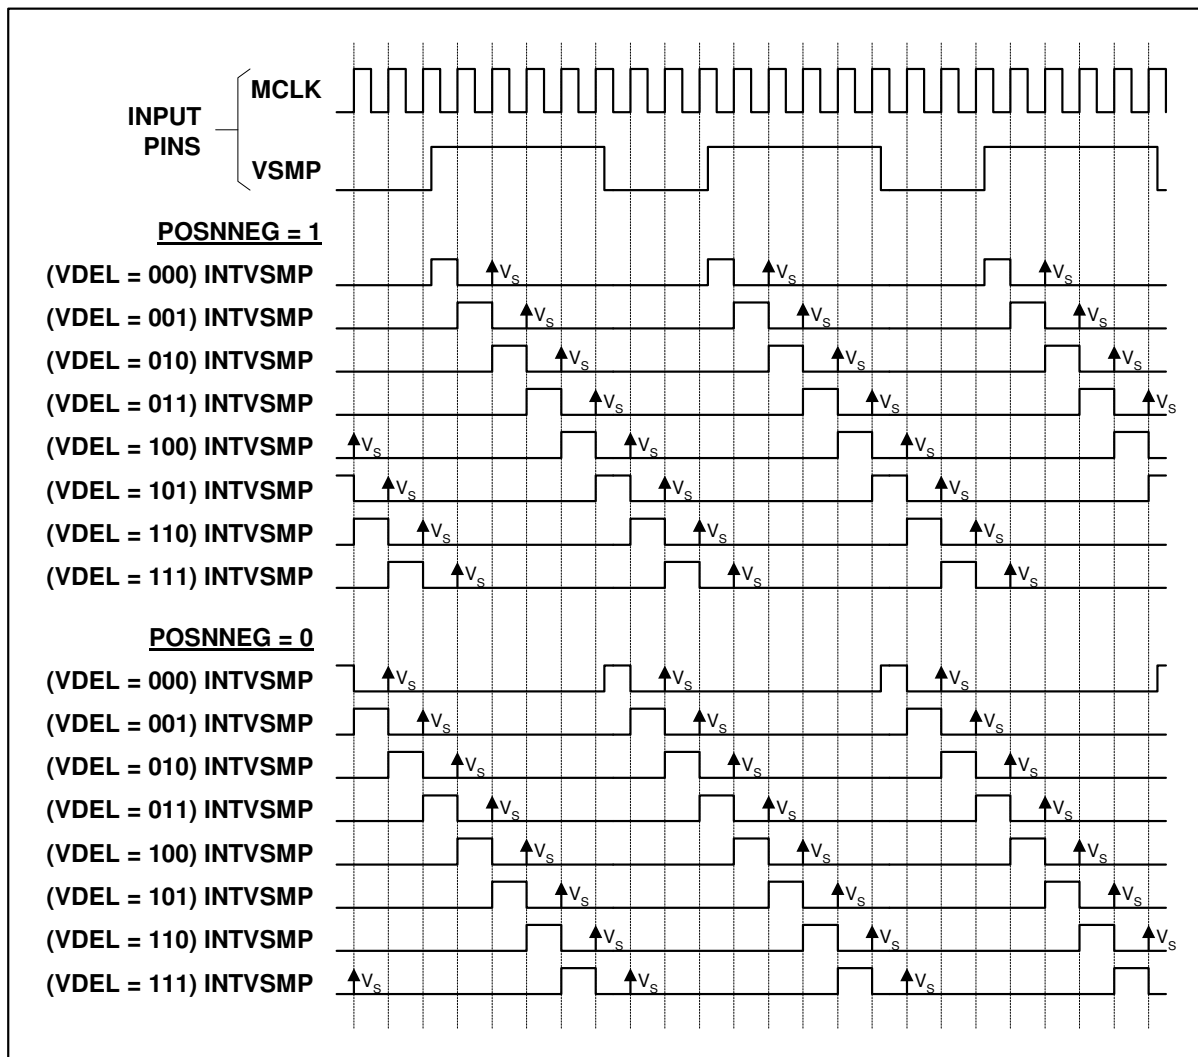 MCLK
INPUT
PINS
VSMP
POSNNEG = 1
(VDEL = 000) INTVSMP VS VS VS
(VDEL = 001) INTVSMP VS VS VS
(VDEL = 010) INTVSMP VS VS VS
(VDEL = 011) INTVSMP VS VS VS
(VDEL = 100) INTVSMP VS VS VS
(VDEL = 101) INTVSMP VS VS VS
(VDEL = 110) INTVSMP VS VS VS
(VDEL = 111) INTVSMP VS VS VS
POSNNEG = 0
(VDEL = 000) INTVSMP VS VS VS
(VDEL = 001) INTVSMP VS VS VS
(VDEL = 010) INTVSMP VS VS VS
(VDEL = 011) INTVSMP VS VS VS
(VDEL = 100) INTVSMP VS VS VS
(VDEL = 101) INTVSMP VS VS VS
(VDEL = 110) INTVSMP VS VS VS
(VDEL = 111) INTVSMP VS VS VS